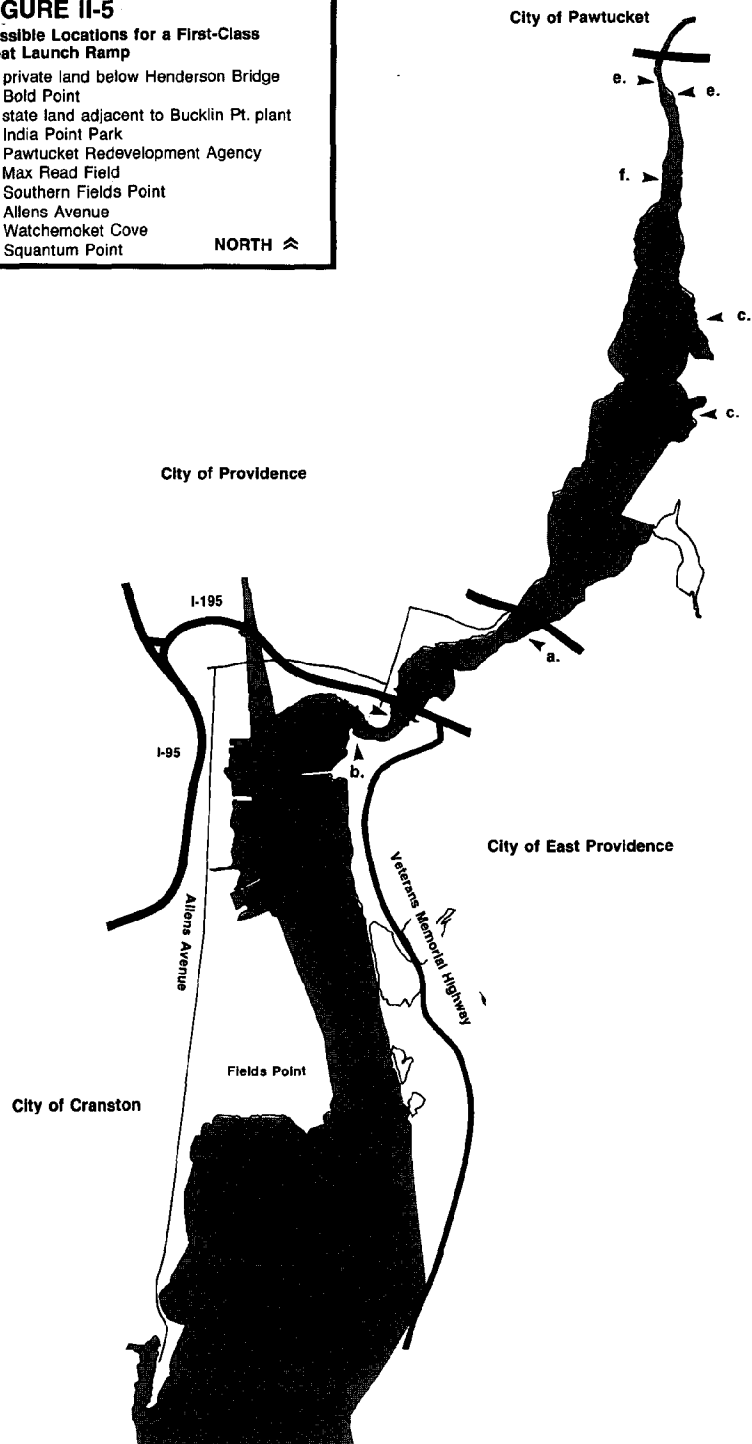 GURE II-5
ssible Locations for a First-Class
at Launch Ramp
private land below Henderson Bridge
Bold Point
state land adjacent to Bucklin Pt. plant
India Point Park
Pawtucket Redevelopment Agency
Max Read Field
Southern Fields Point
Allens Avenue
Watchemoket Cove
Squantum Point
NORTH
City of Pawtucket
e.
e.
f.
c.
c.
City of Providence
I-195
a.
I-95
b.
City of East Providence
Veterans Memorial Highway
Allens Avenue
Fields Point
City of Cranston